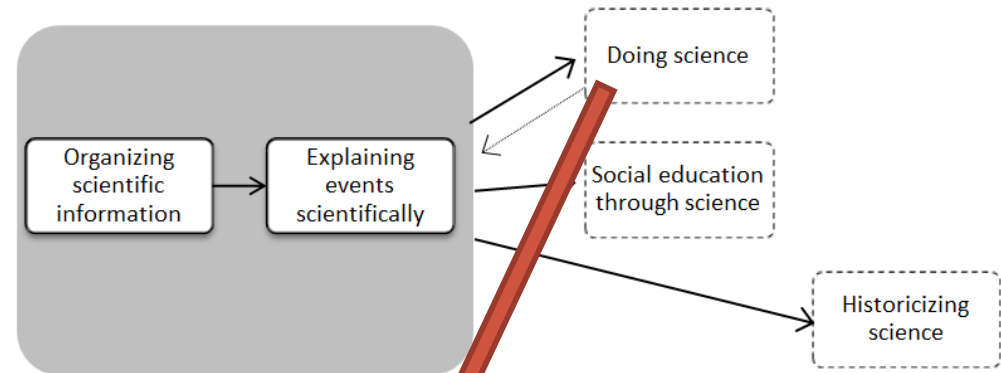 Doing science
Organizing
scientific
information
Explaining
events
scientifically
Social education
through science
Historicizing
science